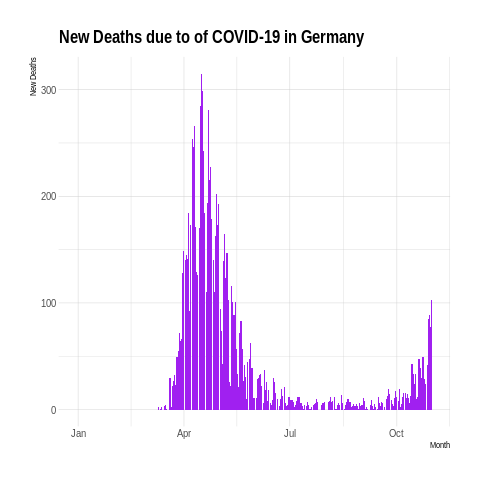 New Deaths due to of COVID-19 in Germany
New Deaths
300
200
100
0
Jan Apr Jul Oct
Month